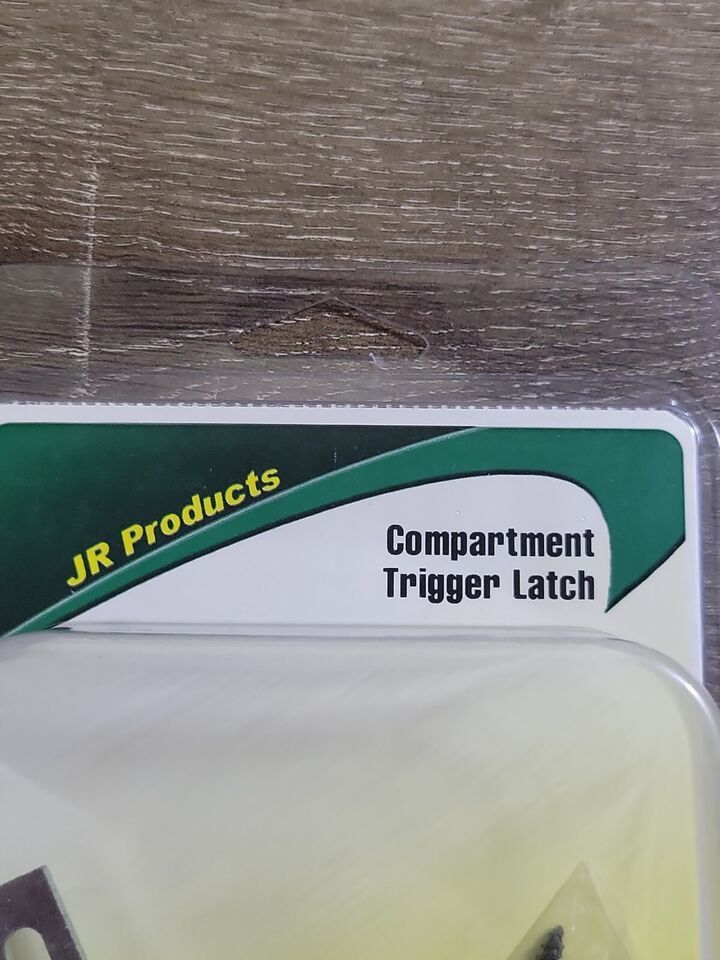 JR Products
Compartment
Trigger Latch